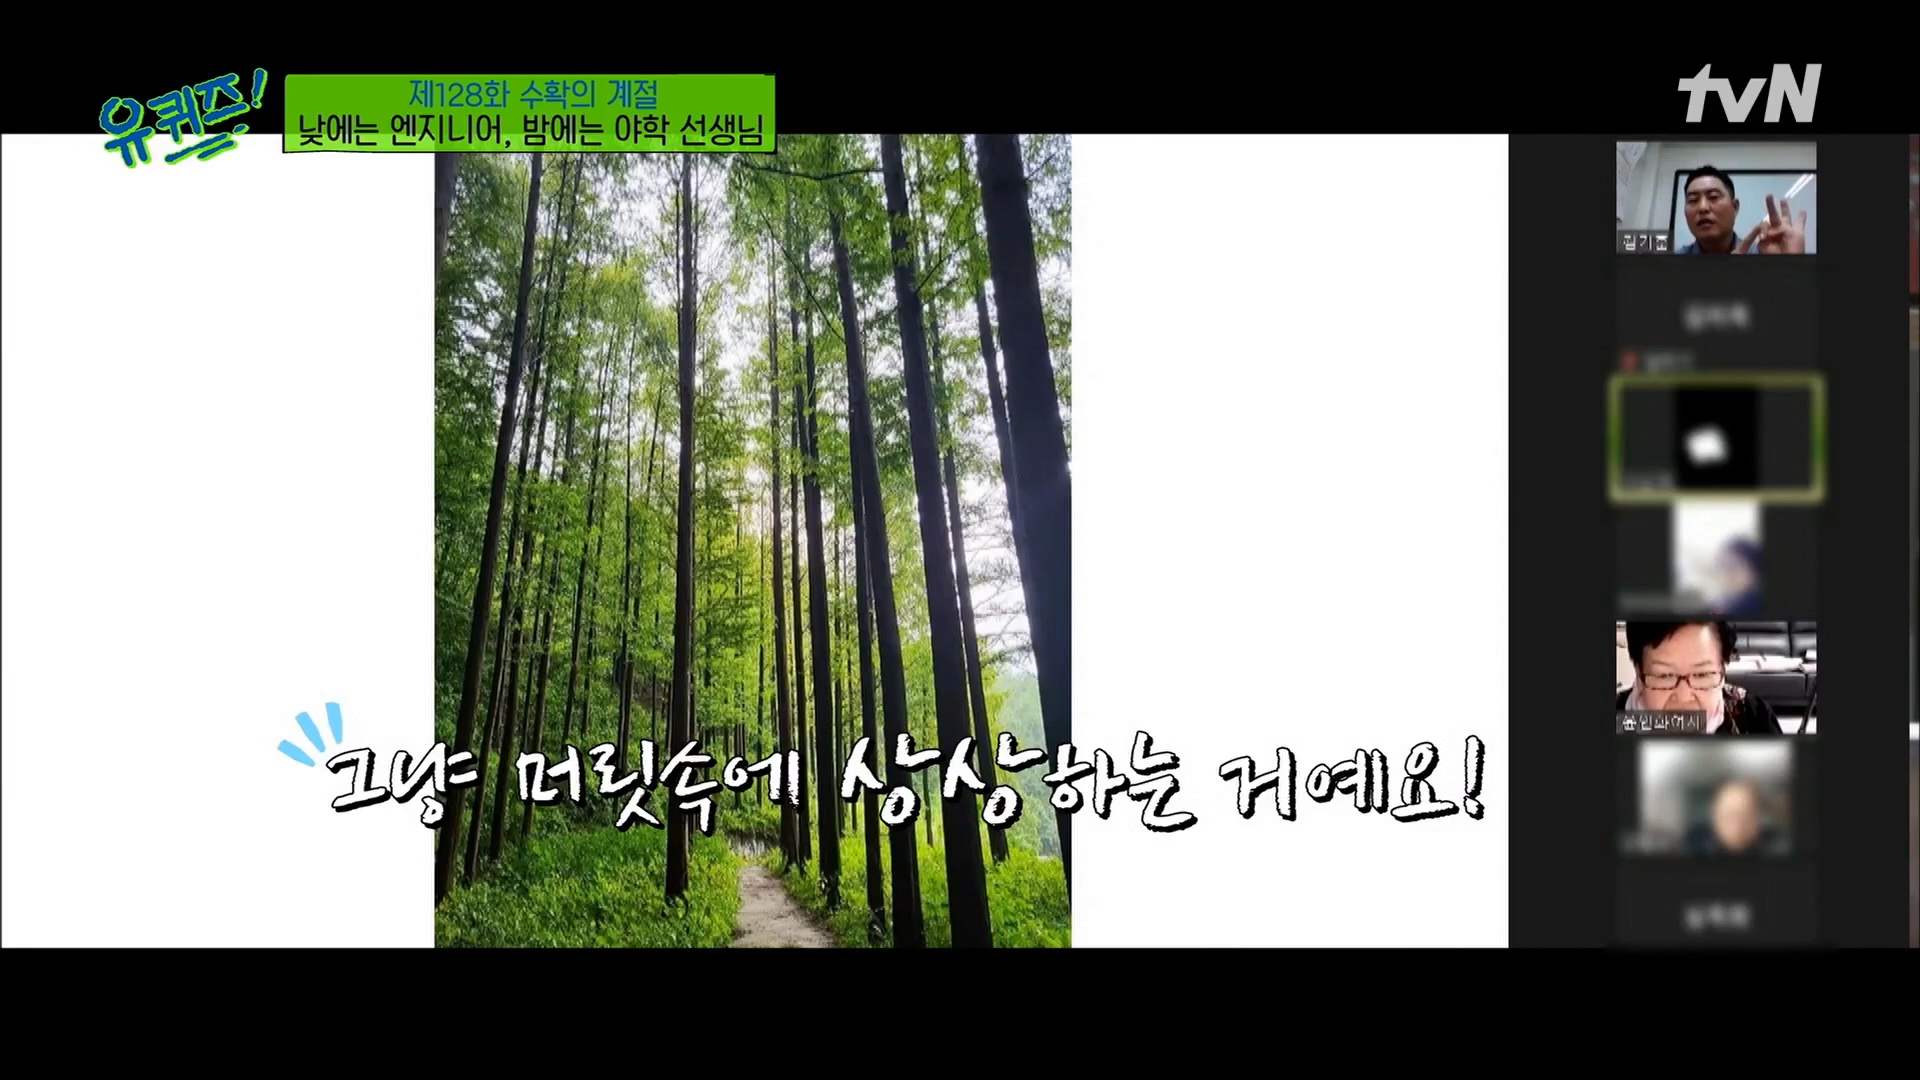 유퀴즈!
제128화 수확의 계절
낮에는 엔지니어, 밤에는 야학 선생님
tvN
그냥 머릿속에 상상하는 거예요!